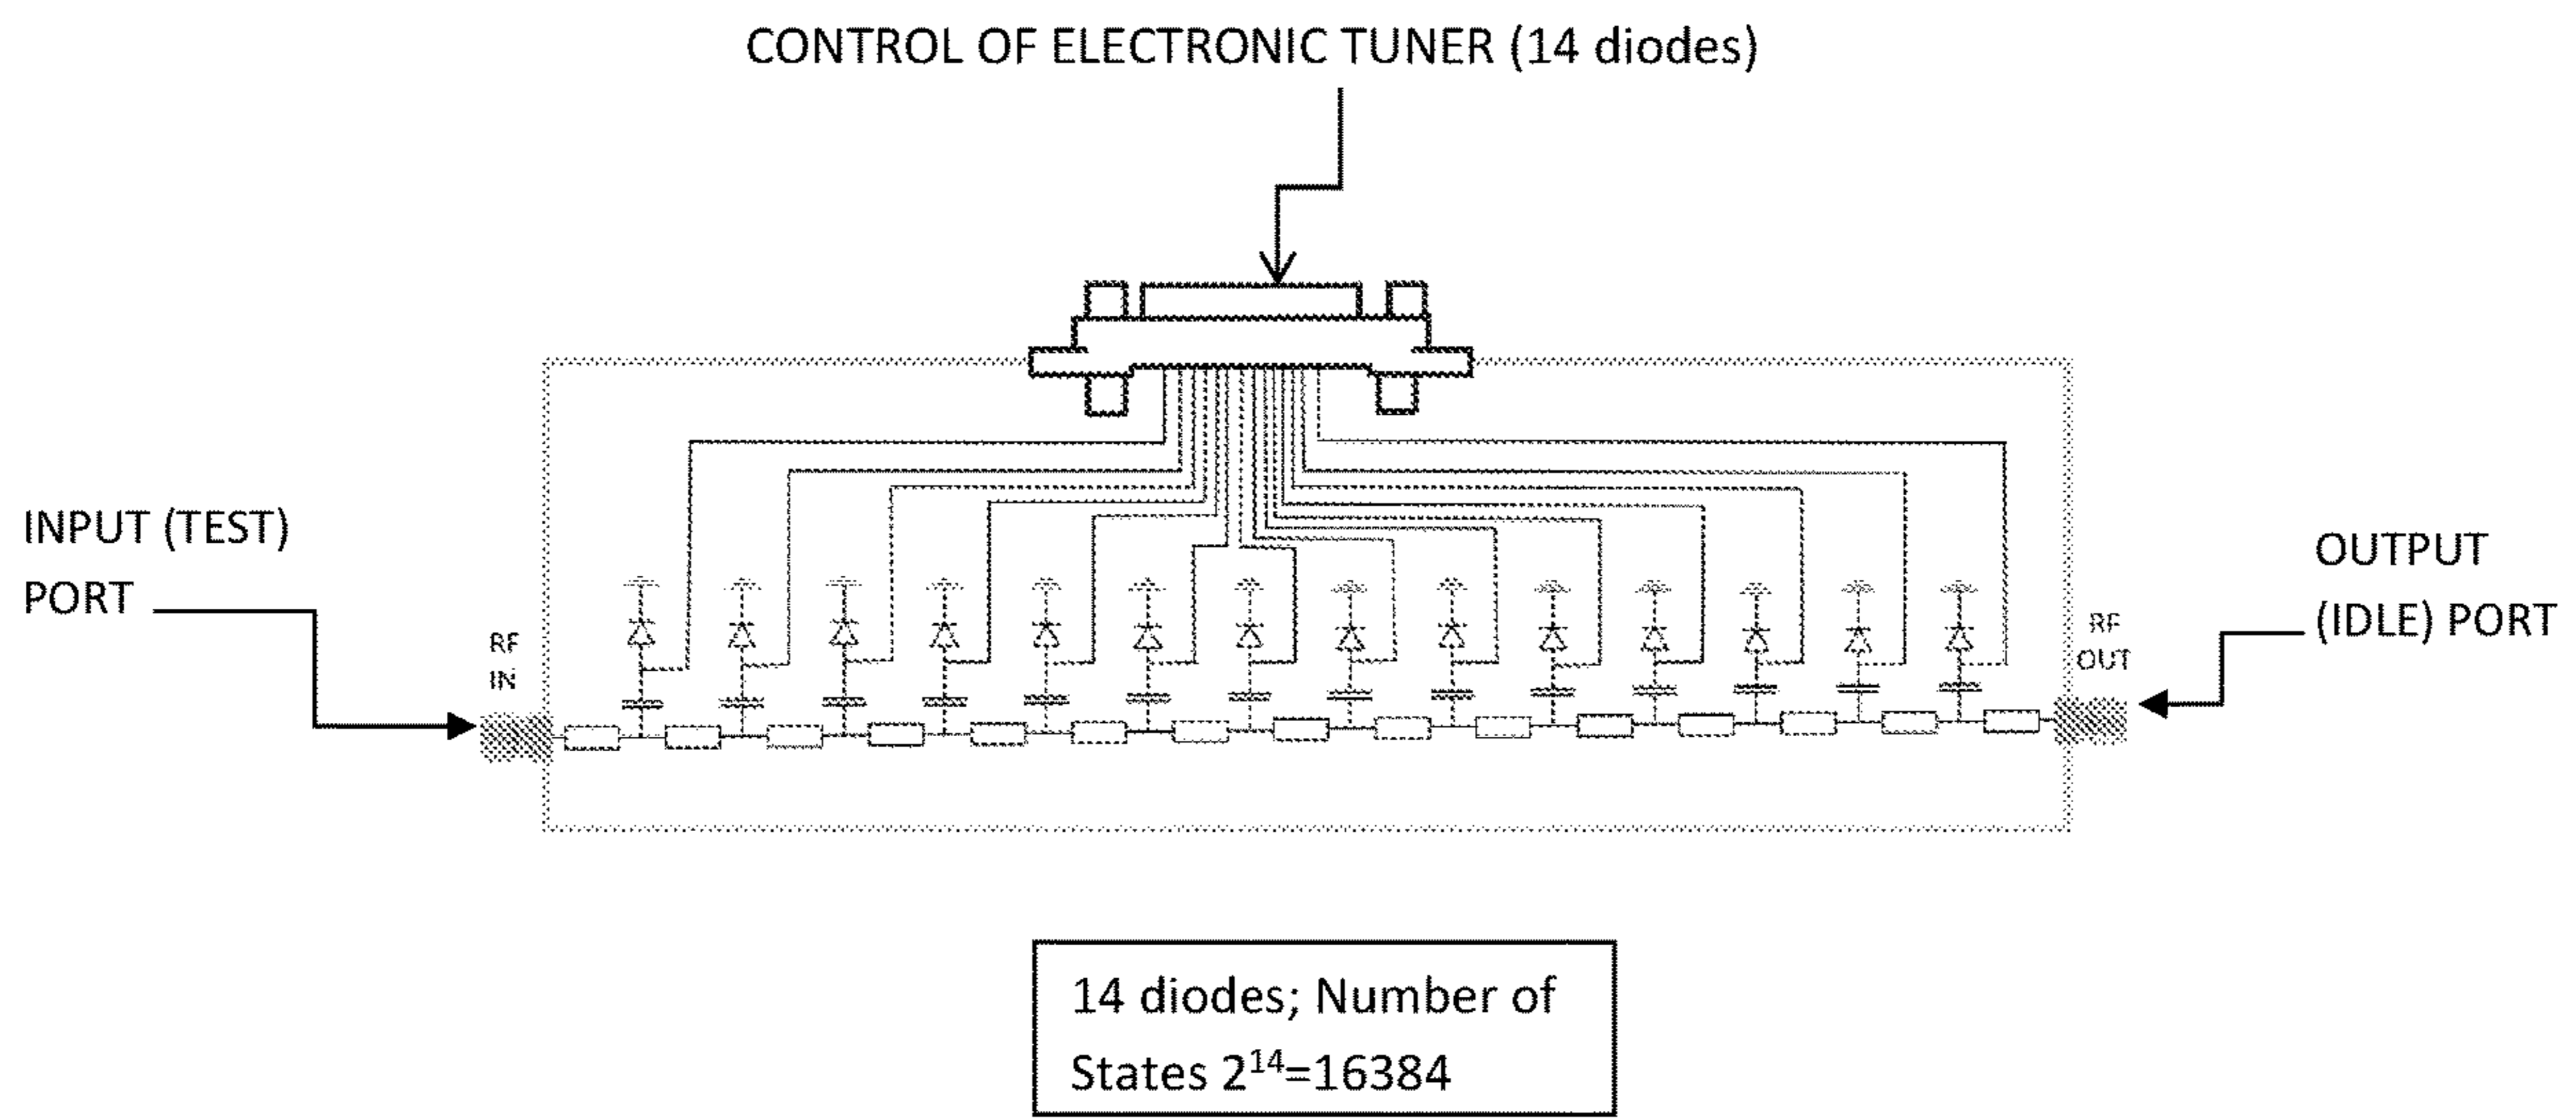 CONTROL OF ELECTRONIC TUNER (14 diodes)
INPUT (TEST)
PORT
RF
IN
OUTPUT
(IDLE) PORT
RF
OUT
14 diodes; Number of
States 2¹⁴=16384